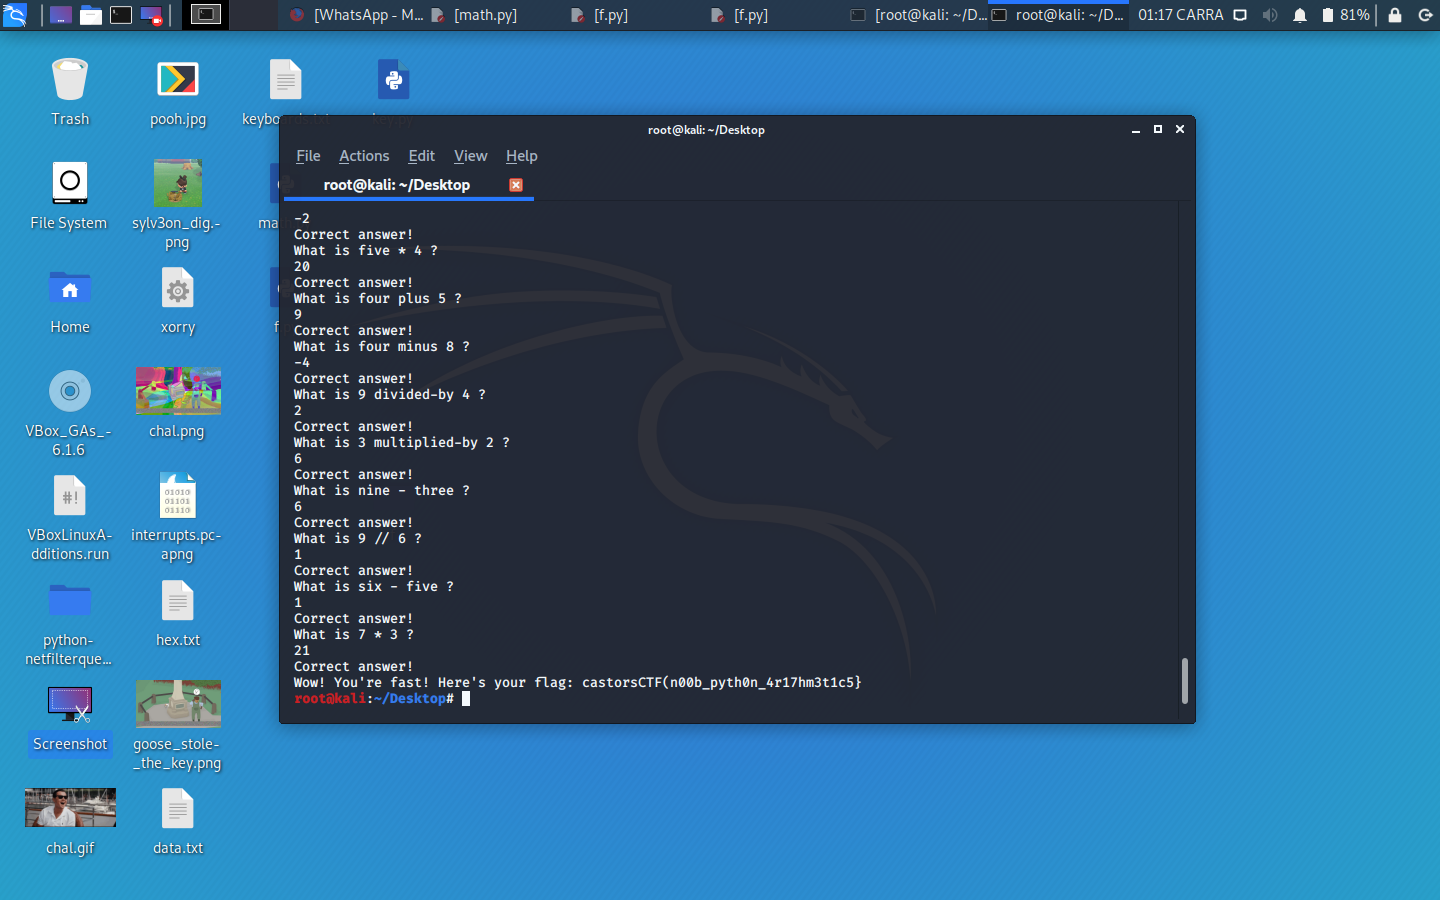 [WhatsApp - M...
[math.py]
[f.py]
[f.py]
[root@kali: ~/D...
root@kali: ~/D...
01:17 CARRA
81%
Trash
pooh.jpg
File System
sylv3on_dig.-
png
Home
xorry
VBox_GAs_-
6.1.6
chal.png
VBoxLinuxA-
dditions.run
interrupts.pc-
apng
python-
netfilterque...
hex.txt
Screenshot
goose_stole-
_the_key.png
chal.gif
data.txt
root@kali: ~/Desktop
File Actions Edit View Help
root@kali: ~/Desktop
-2
Correct answer!
What is five * 4 ?
20
Correct answer!
What is four plus 5 ?
9
Correct answer!
What is four minus 8 ?
-4
Correct answer!
What is 9 divided-by 4 ?
2
Correct answer!
What is 3 multiplied-by 2 ?
6
Correct answer!
What is nine - three ?
6
Correct answer!
What is 9 // 6 ?
1
Correct answer!
What is six - five ?
1
Correct answer!
What is 7 * 3 ?
21
Correct answer!
Wow! You're fast! Here's your flag: castorsCTF(n00b_pyth0n_4r17hm3t1c5}
root@kali:~/Desktop#